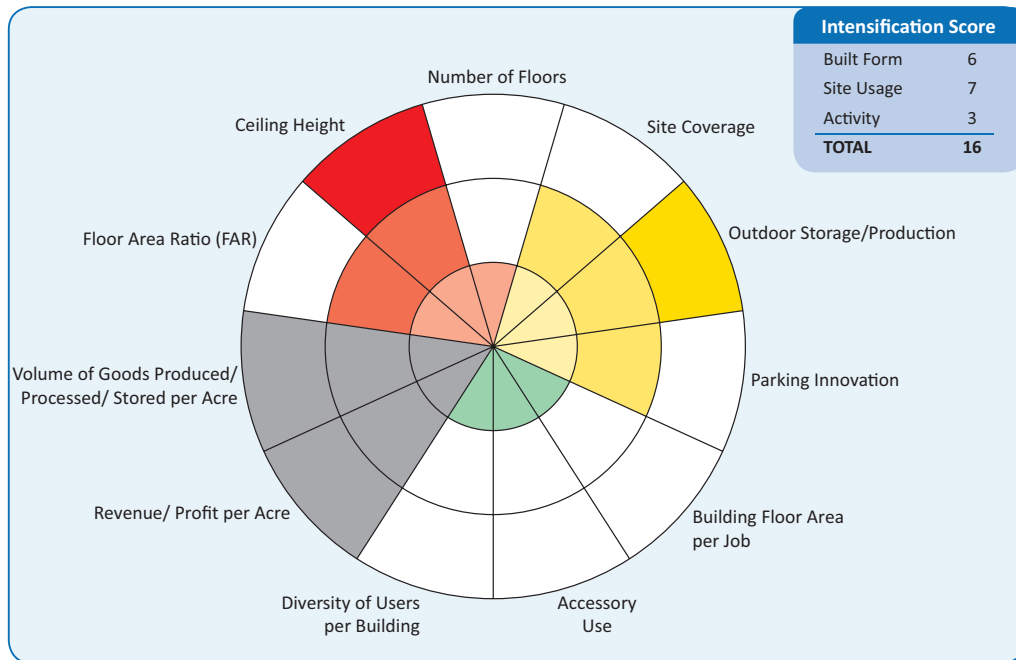 Intensification Score
Built Form 6
Site Usage 7
Activity 3
TOTAL 16
Number of Floors
Ceiling Height
Site Coverage
Floor Area Ratio (FAR)
Outdoor Storage/Production
Volume of Goods Produced/
Processed/ Stored per Acre
Parking Innovation
Revenue/ Profit per Acre
Building Floor Area
per Job
Diversity of Users
per Building
Accessory
Use